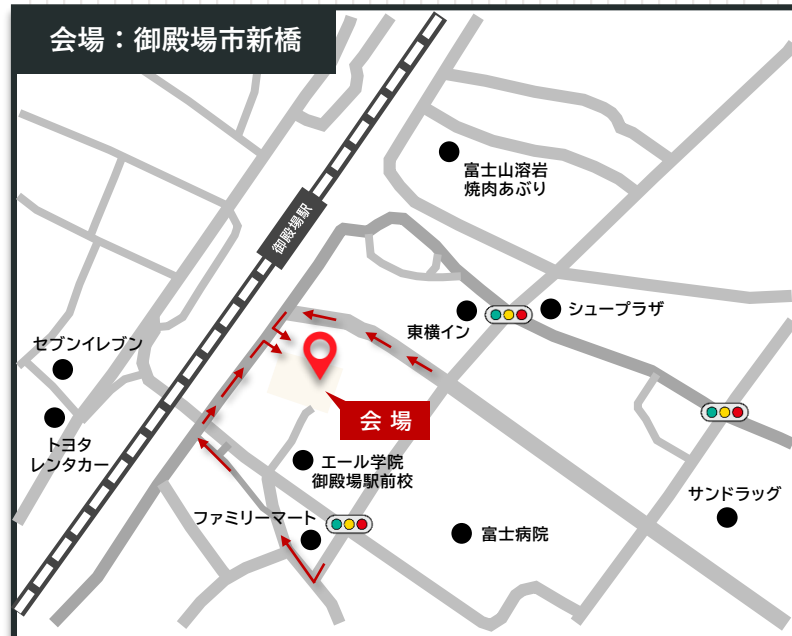 会場：御殿場市新橋
富士山溶岩
焼肉あぶり
御殿場駅
東横イン
シュープラザ
セブンイレブン
トヨタ
レンタカー
会場
エール学院
御殿場駅前校
サンドラッグ
ファミリーマート
富士病院